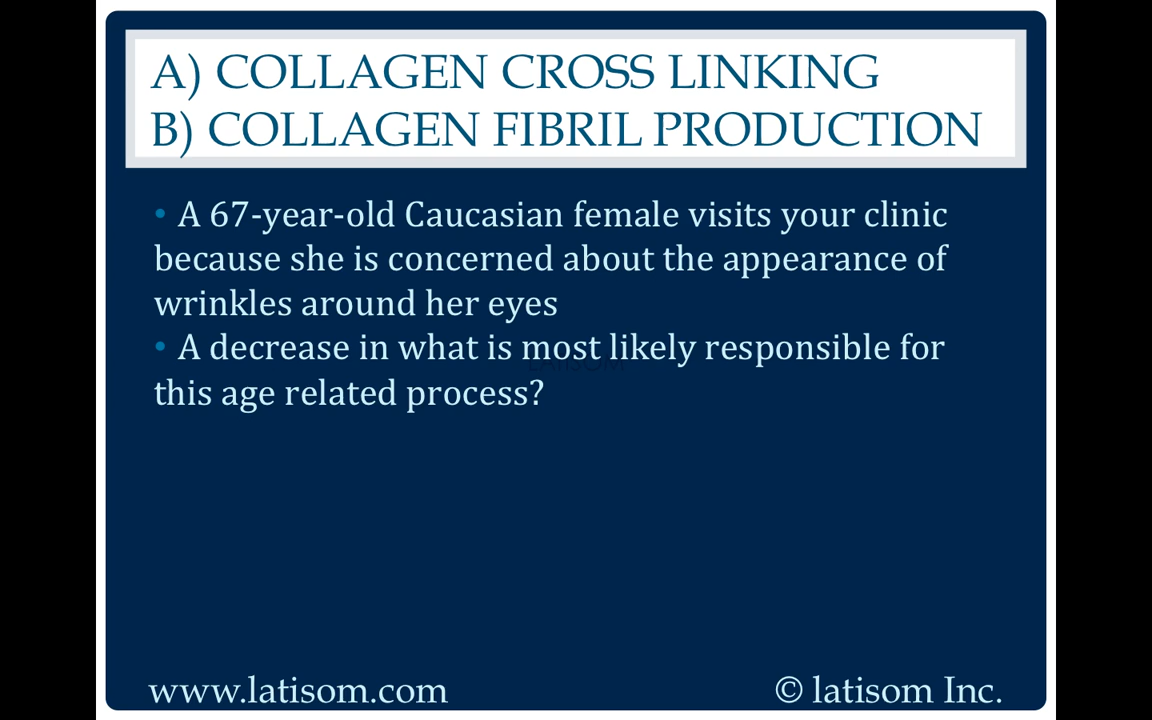 A) COLLAGEN CROSS LINKING
B) COLLAGEN FIBRIL PRODUCTION
• A 67-year-old Caucasian female visits your clinic
because she is concerned about the appearance of
wrinkles around her eyes
• A decrease in what is most likely responsible for
LATISOM
this age related process?
www.latisom.com
© latisom Inc.